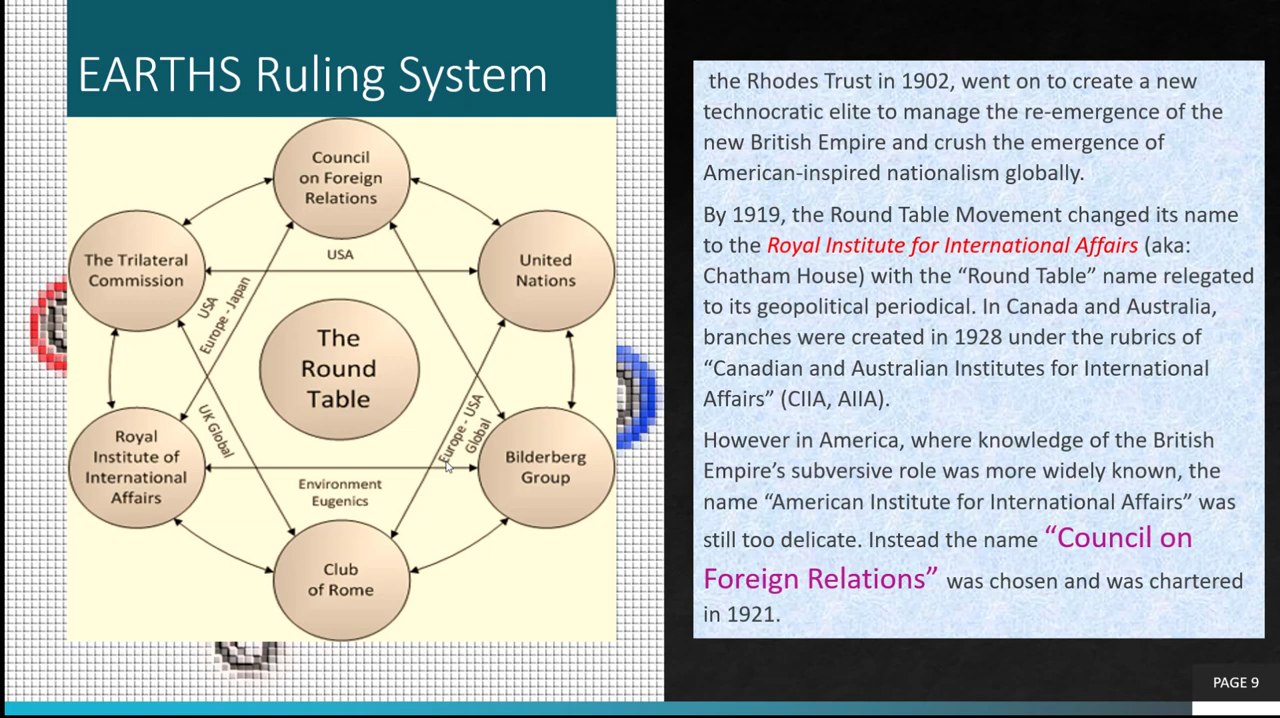 EARTHS Ruling System
Council
on Foreign
Relations
The Trilateral
Commission
United
Nations
USA
USA
Europe - Japan
The
Round
Table
UK Global
Europe - USA
Global
Royal
Institute of
International
Affairs
Bilderberg
Group
Environment
Eugenics
Club
of Rome
the Rhodes Trust in 1902, went on to create a new
technocratic elite to manage the re-emergence of the
new British Empire and crush the emergence of
American-inspired nationalism globally.
By 1919, the Round Table Movement changed its name
to the Royal Institute for International Affairs (aka:
Chatham House) with the “Round Table” name relegated
to its geopolitical periodical. In Canada and Australia,
branches were created in 1928 under the rubrics of
“Canadian and Australian Institutes for International
Affairs” (CIIA, AIIA).
However in America, where knowledge of the British
Empire’s subversive role was more widely known, the
name “American Institute for International Affairs” was
still too delicate. Instead the name “Council on
Foreign Relations” was chosen and was chartered
in 1921.
PAGE 9